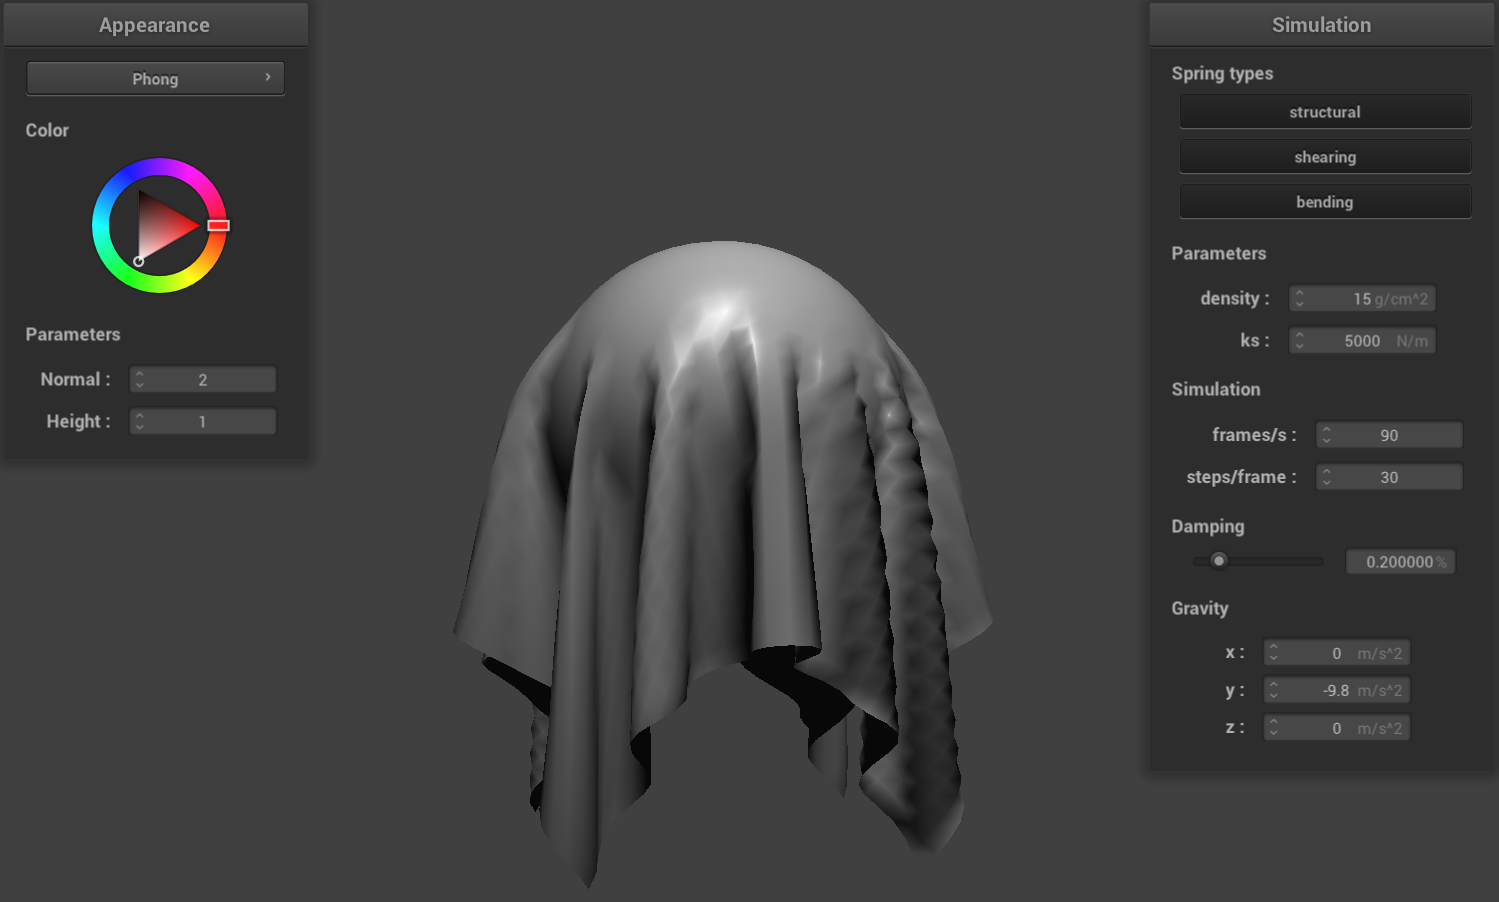 Appearance
Phong
Color
Parameters
Normal : 2
Height : 1
Simulation
Spring types
structural
shearing
bending
Parameters
density : 15 g/cm^2
ks : 5000 N/m
Simulation
frames/s : 90
steps/frame : 30
Damping
0.200000 %
Gravity
x : 0 m/s^2
y : -9.8 m/s^2
z : 0 m/s^2